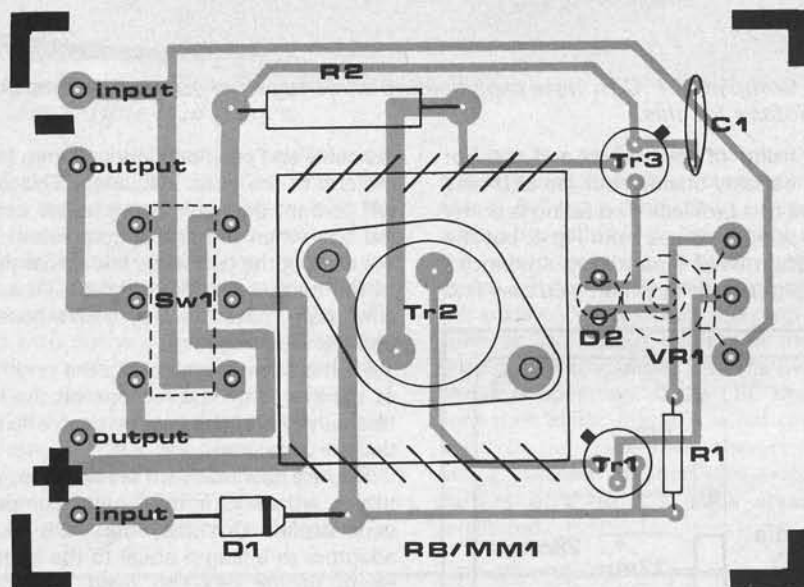 input
R2
C1
output
Tr3
Sw1
Tr2
D2
VR1
output
R1
Tr1
input
D1
RB/MM1